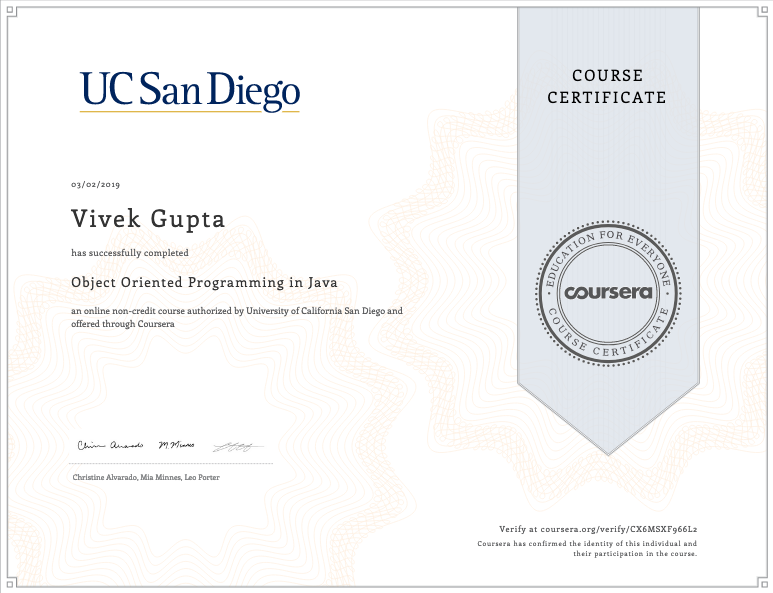 UC San Diego
COURSE
CERTIFICATE
03/02/2019
Vivek Gupta
has successfully completed
Object Oriented Programming in Java
an online non-credit course authorized by University of California San Diego and
offered through Coursera
EDUCATION FOR EVERYONE
coursera
COURSE CERTIFICATE
Christine Alvarado, Mia Minnes, Leo Porter
Verify at coursera.org/verify/CX6MSXF966L2
Coursera has confirmed the identity of this individual and
their participation in the course.